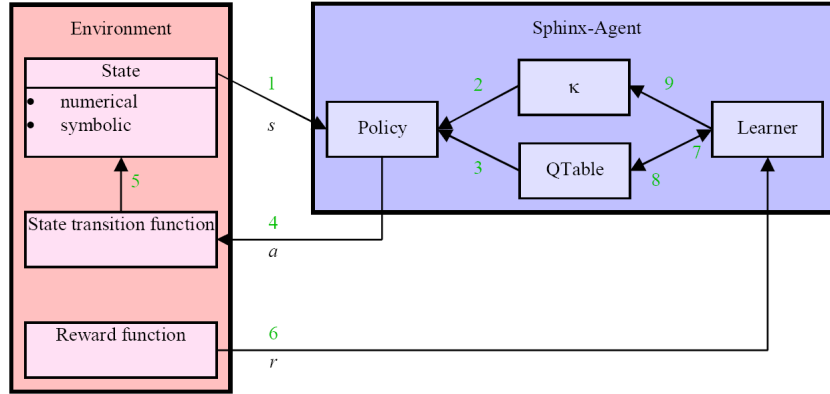 Environment
State
• numerical
• symbolic
5
State transition function
Reward function
1
s
4
a
6
r
Sphinx-Agent
Policy
2
3
κ
QTable
9
7
8
Learner